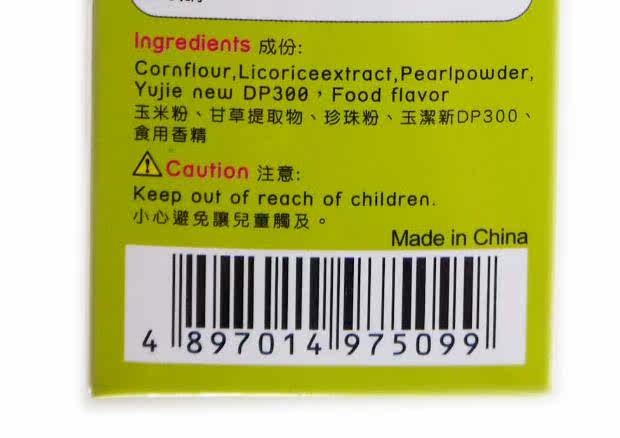 Ingredients 成份:
Cornflour,Licoriceextract,Pearlpowder,
Yujie new DP300，Food flavor
玉米粉、甘草提取物、珍珠粉、玉潔新DP300、
食用香精
Caution 注意:
Keep out of reach of children.
小心避免讓兒童觸及。
Made in China
4 897014 975099